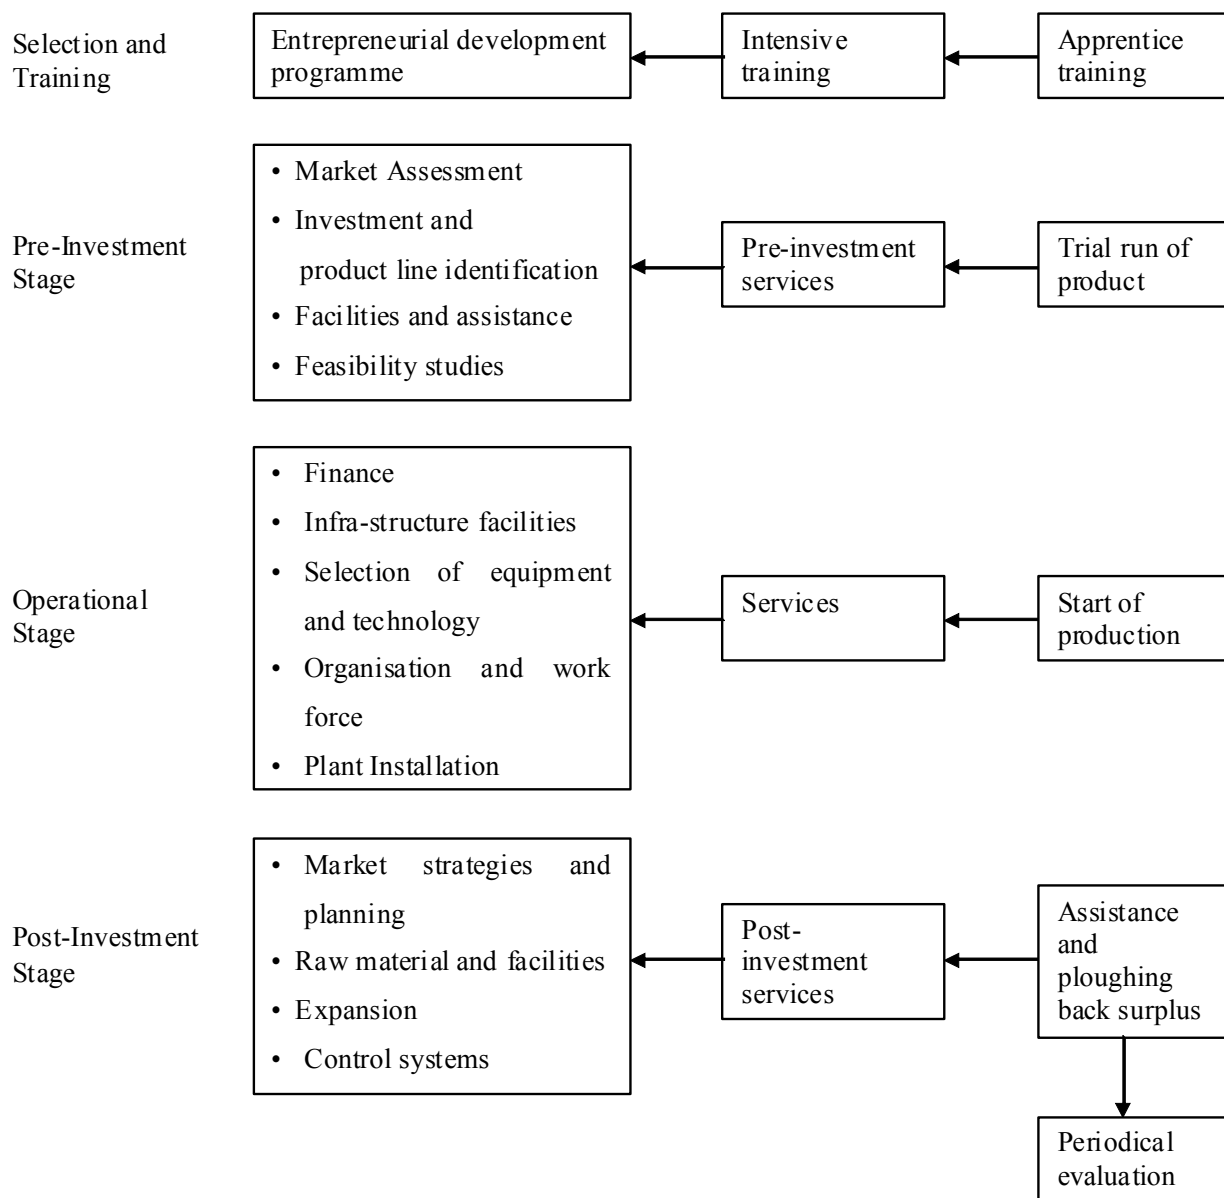 Selection and
Training
Entrepreneurial development
programme
Intensive
training
Apprentice
training
Pre-Investment
Stage
• Market Assessment
• Investment and
product line identification
• Facilities and assistance
• Feasibility studies
Pre-investment
services
Trial run of
product
Operational
Stage
• Finance
• Infra-structure facilities
• Selection of equipment
and technology
• Organisation and work
force
• Plant Installation
Services
Start of
production
Post-Investment
Stage
• Market strategies and
planning
• Raw material and facilities
• Expansion
• Control systems
Post-
investment
services
Assistance
and
ploughing
back surplus
Periodical
evaluation